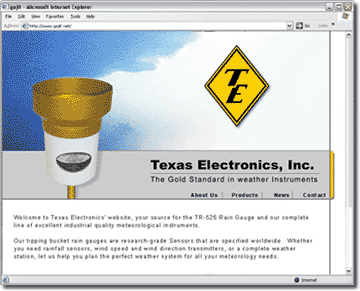 gojit - Microsoft Internet Explorer
File Edit View Favorites Tools Help
Address http://www.gojit.net/ Go Links
TE
Texas Electronics, Inc.
The Gold Standard in weather Instruments
About Us | Products | News | Contact
Welcome to Texas Electronics' website, your source for the TR-525 Rain Gauge and our complete
line of excellent industrial quality meteorological instruments.
Our tipping bucket rain gauges are research-grade Sensors that are specified worldwide. Whether
you need rainfall sensors, wind speed and wind direction transmitters, or a complete weather
station, let us help you plan the perfect weather system for all your meteorology needs.
Internet